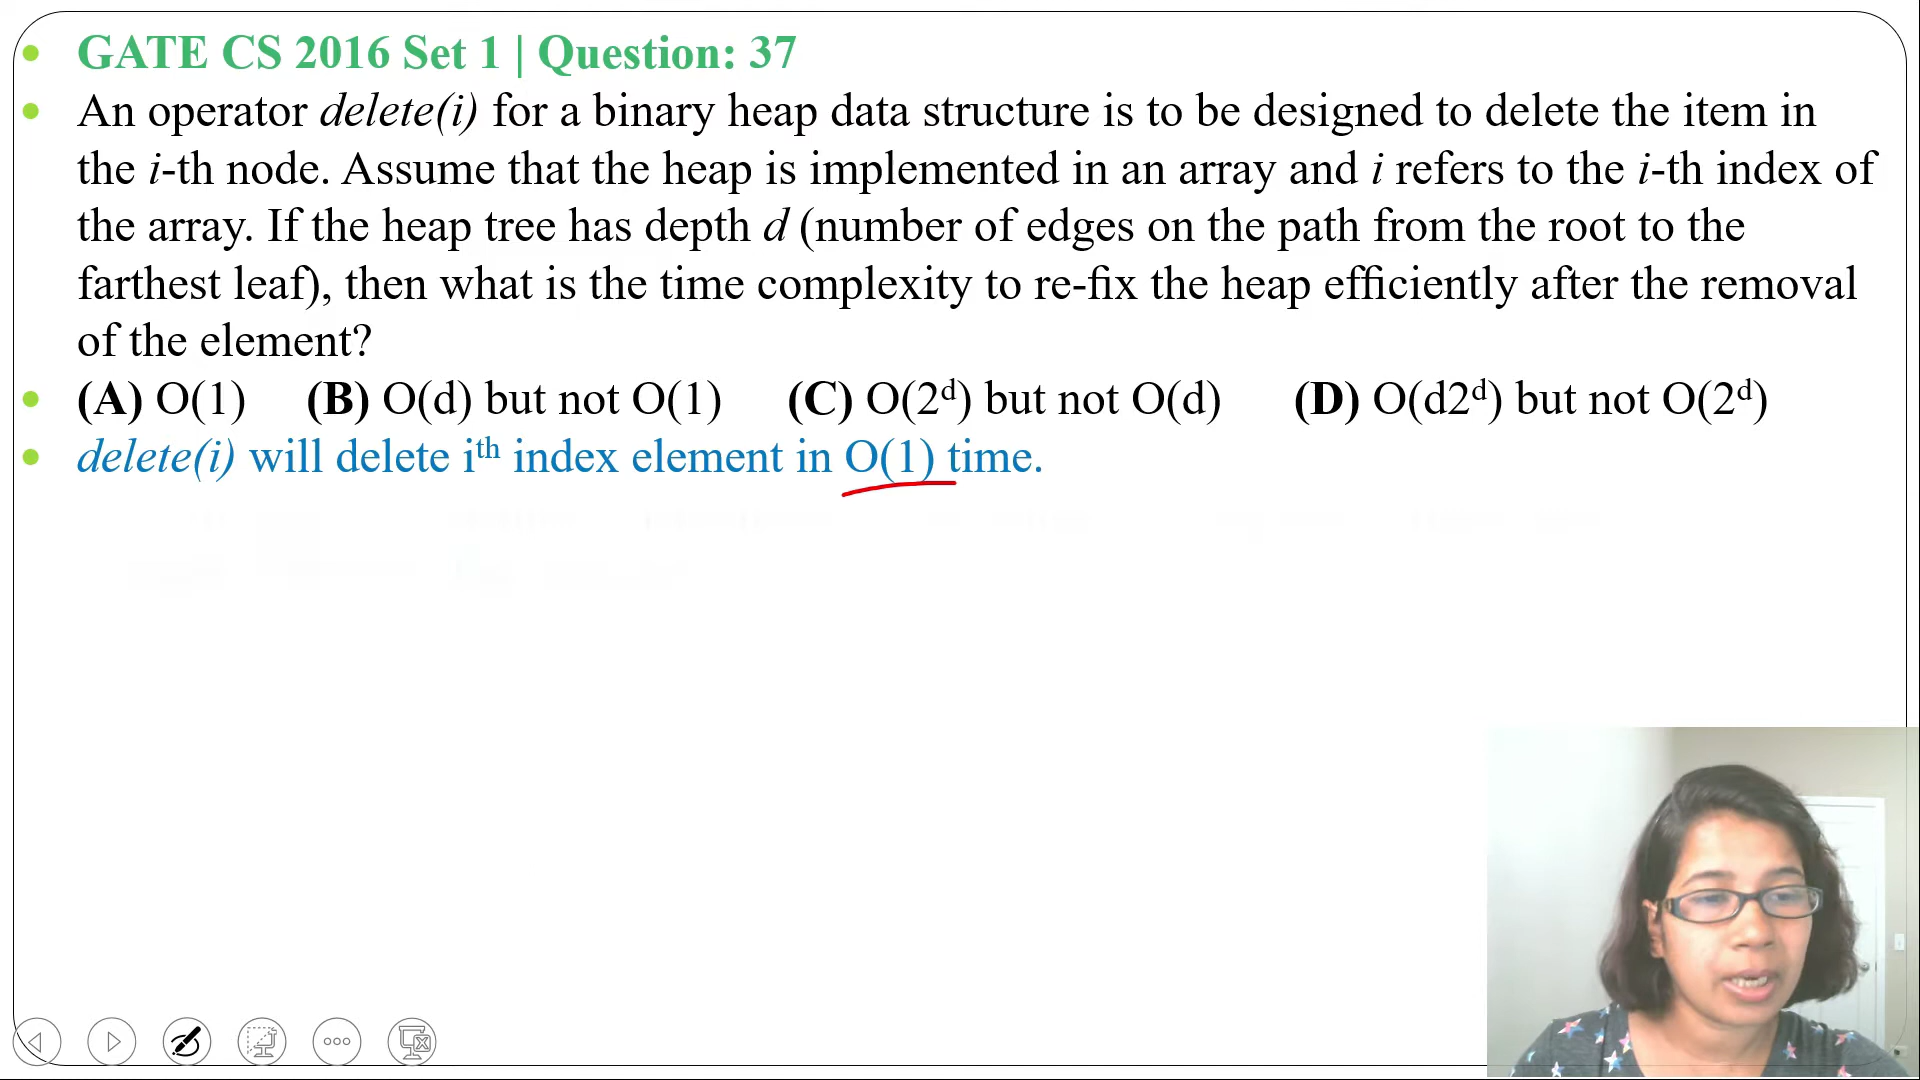 GATE CS 2016 Set 1 | Question: 37
An operator delete(i) for a binary heap data structure is to be designed to delete the item in
the i-th node. Assume that the heap is implemented in an array and i refers to the i-th index of
the array. If the heap tree has depth d (number of edges on the path from the root to the
farthest leaf), then what is the time complexity to re-fix the heap efficiently after the removal
of the element?
(A) O(1) (B) O(d) but not O(1) (C) O(2ᵈ) but not O(d) (D) O(d2ᵈ) but not O(2ᵈ)
delete(i) will delete iᵗʰ index element in O(1) time.